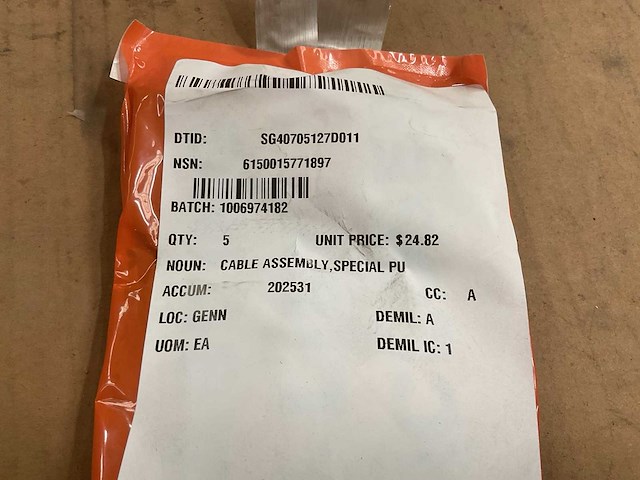 DTID: SG40705127D011
NSN: 6150015771897
BATCH: 1006974182
QTY: 5 UNIT PRICE: $24.82
NOUN: CABLE ASSEMBLY,SPECIAL PU
ACCUM: 202531 CC: A
LOC: GENN DEMIL: A
UOM: EA DEMIL IC: 1